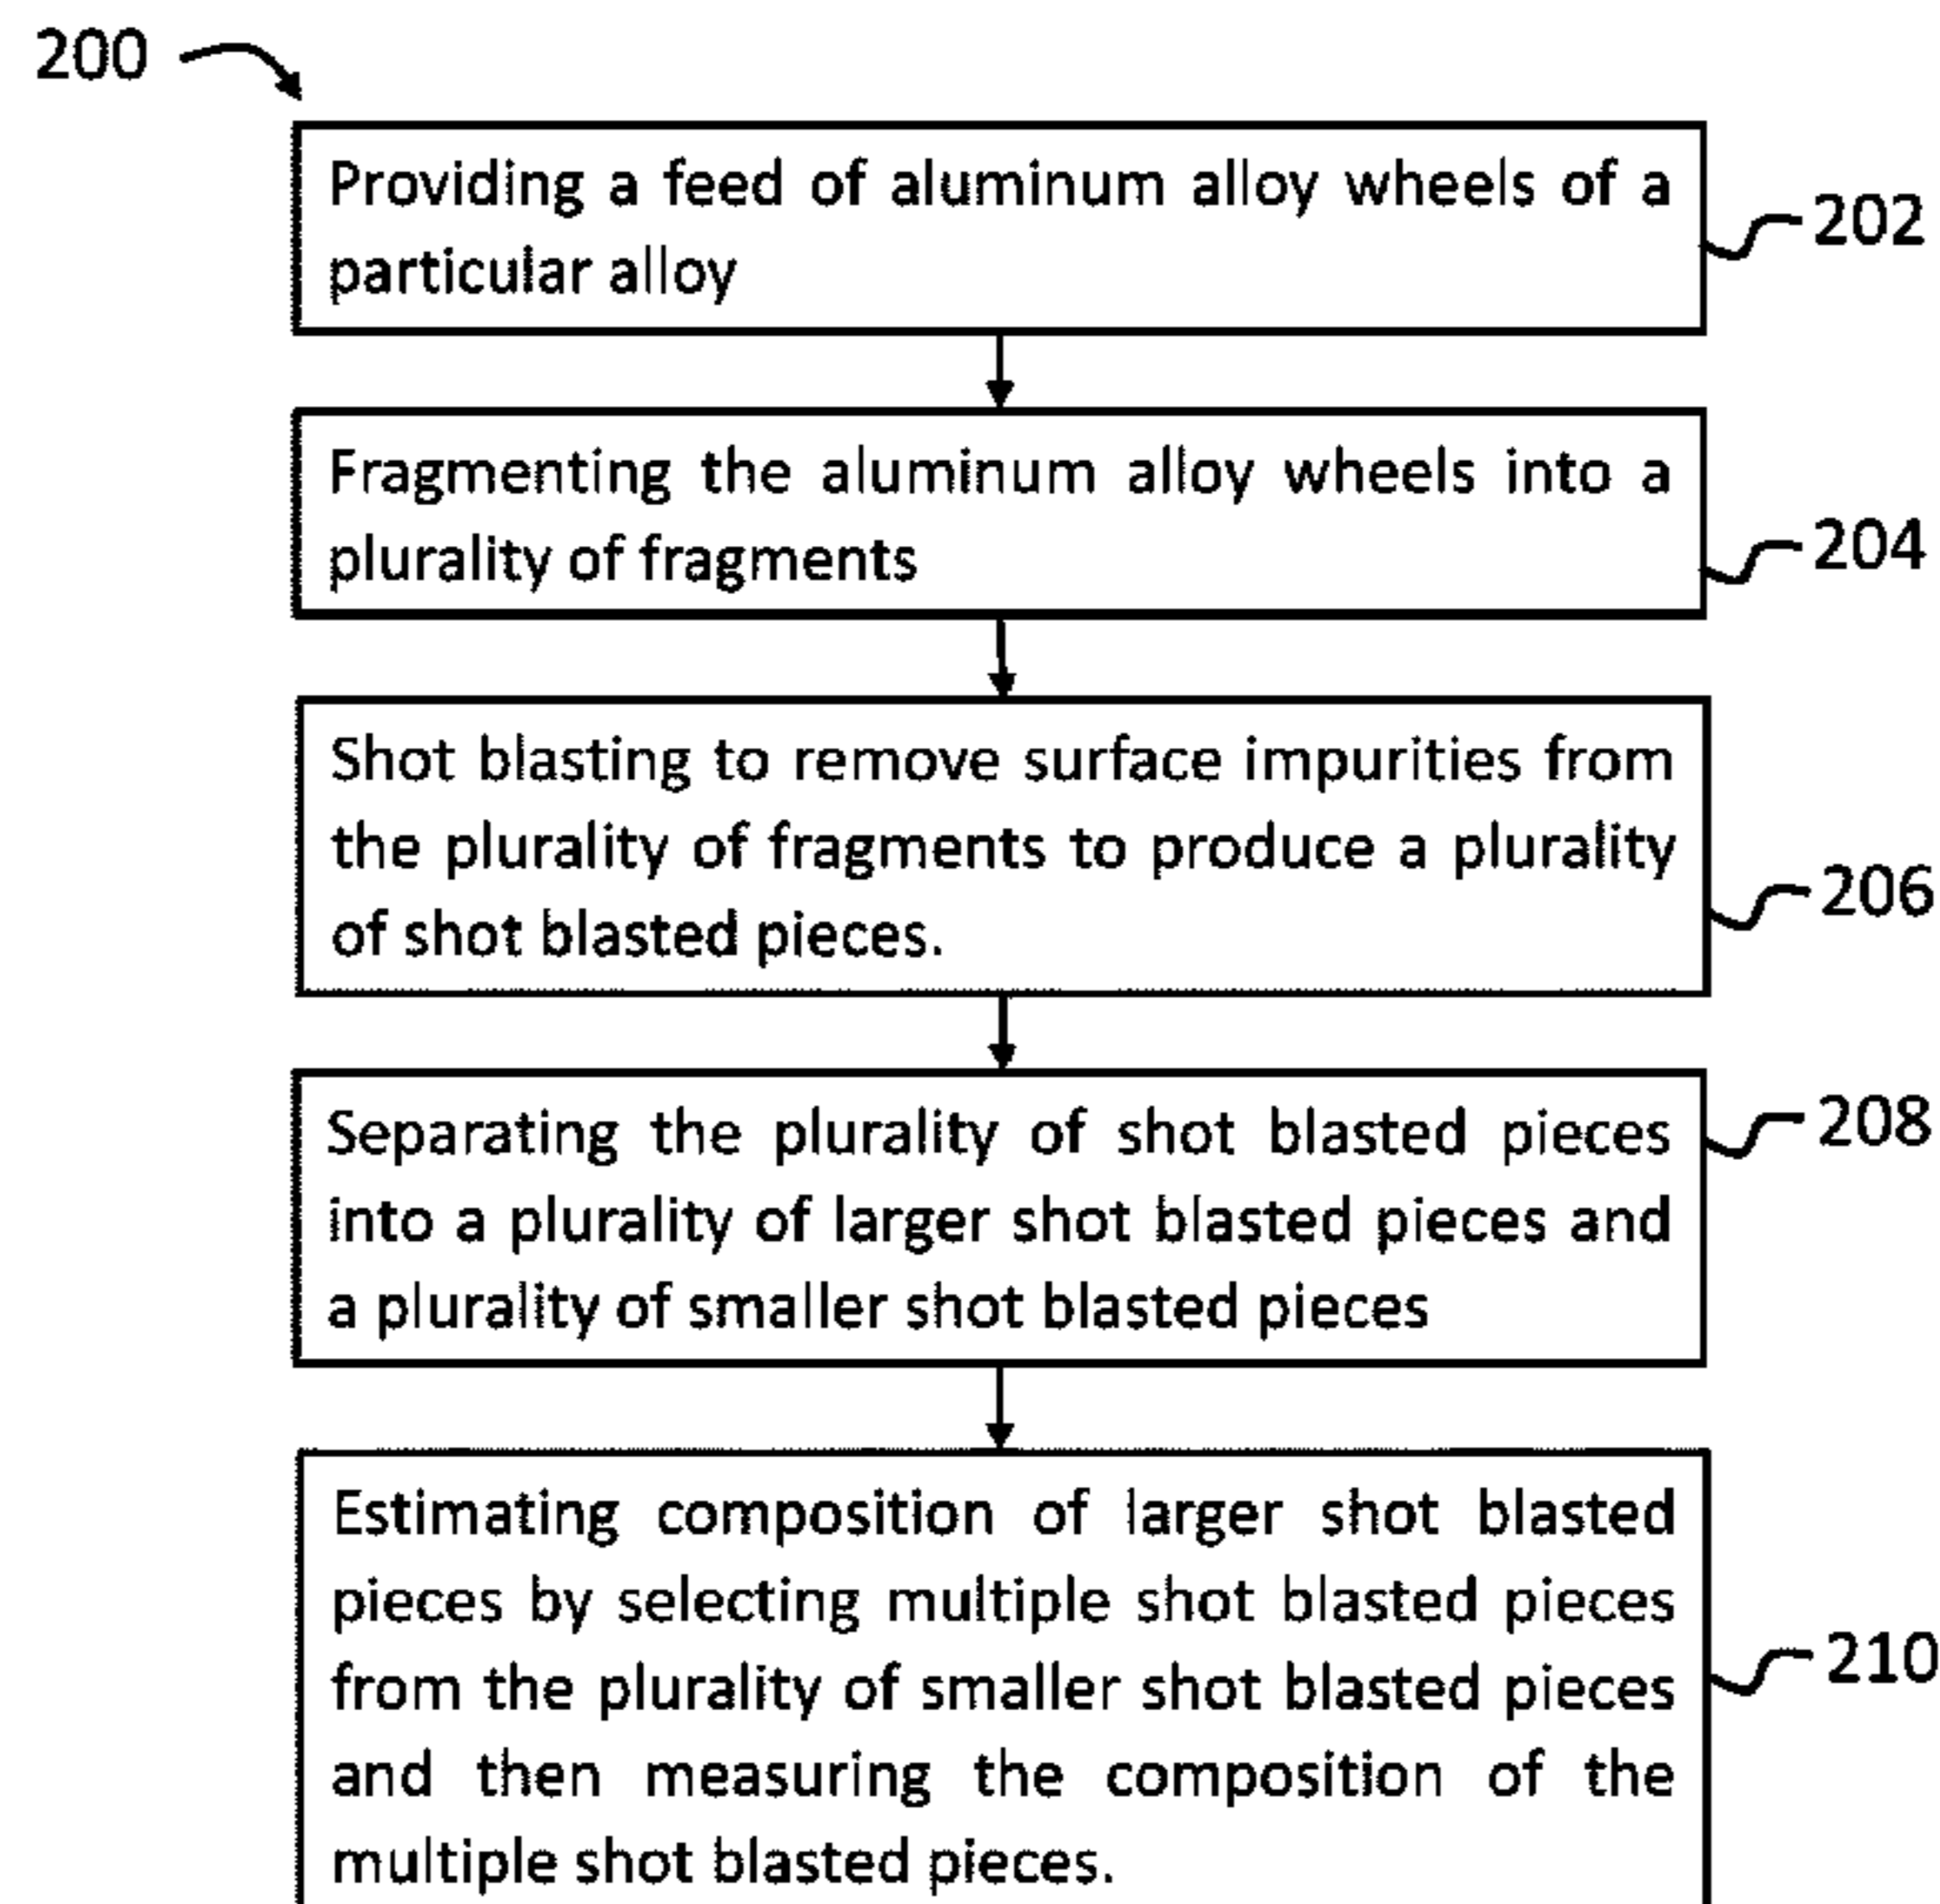 200
Providing a feed of aluminum alloy wheels of a
particular alloy
202
Fragmenting the aluminum alloy wheels into a
plurality of fragments
204
Shot blasting to remove surface impurities from
the plurality of fragments to produce a plurality
of shot blasted pieces.
206
Separating the plurality of shot blasted pieces
into a plurality of larger shot blasted pieces and
a plurality of smaller shot blasted pieces
208
Estimating composition of larger shot blasted
pieces by selecting multiple shot blasted pieces
from the plurality of smaller shot blasted pieces
and then measuring the composition of the
multiple shot blasted pieces.
210